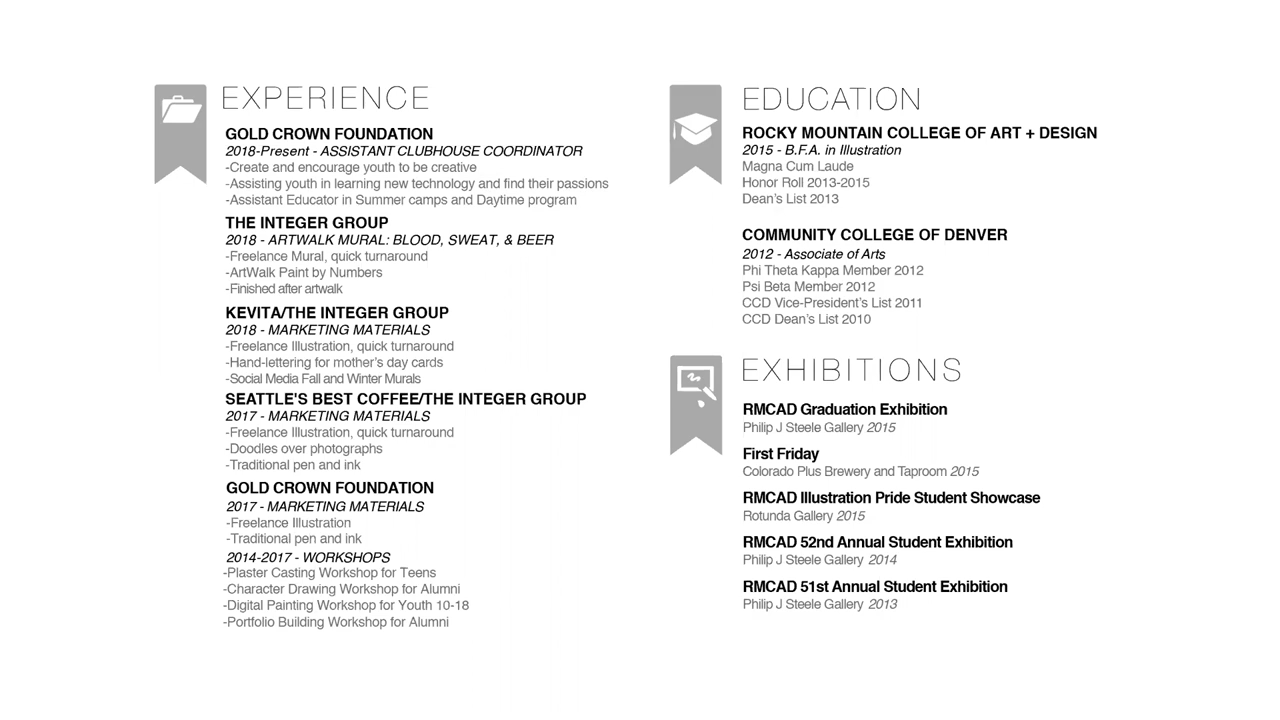 EXPERIENCE
GOLD CROWN FOUNDATION
2018-Present - ASSISTANT CLUBHOUSE COORDINATOR
-Create and encourage youth to be creative
-Assisting youth in learning new technology and find their passions
-Assistant Educator in Summer camps and Daytime program
THE INTEGER GROUP
2018 - ARTWALK MURAL: BLOOD, SWEAT, & BEER
-Freelance Mural, quick turnaround
-ArtWalk Paint by Numbers
-Finished after artwalk
KEVITA/THE INTEGER GROUP
2018 - MARKETING MATERIALS
-Freelance Illustration, quick turnaround
-Hand-lettering for mother's day cards
-Social Media Fall and Winter Murals
SEATTLE'S BEST COFFEE/THE INTEGER GROUP
2017 - MARKETING MATERIALS
-Freelance Illustration, quick turnaround
-Doodles over photographs
-Traditional pen and ink
GOLD CROWN FOUNDATION
2017 - MARKETING MATERIALS
-Freelance Illustration
-Traditional pen and ink
2014-2017 - WORKSHOPS
-Plaster Casting Workshop for Teens
-Character Drawing Workshop for Alumni
-Digital Painting Workshop for Youth 10-18
-Portfolio Building Workshop for Alumni
EDUCATION
ROCKY MOUNTAIN COLLEGE OF ART + DESIGN
2015 - B.F.A. in Illustration
Magna Cum Laude
Honor Roll 2013-2015
Dean's List 2013
COMMUNITY COLLEGE OF DENVER
2012 - Associate of Arts
Phi Theta Kappa Member 2012
Psi Beta Member 2012
CCD Vice-President's List 2011
CCD Dean's List 2010
EXHIBITIONS
RMCAD Graduation Exhibition
Philip J Steele Gallery 2015
First Friday
Colorado Plus Brewery and Taproom 2015
RMCAD Illustration Pride Student Showcase
Rotunda Gallery 2015
RMCAD 52nd Annual Student Exhibition
Philip J Steele Gallery 2014
RMCAD 51st Annual Student Exhibition
Philip J Steele Gallery 2013